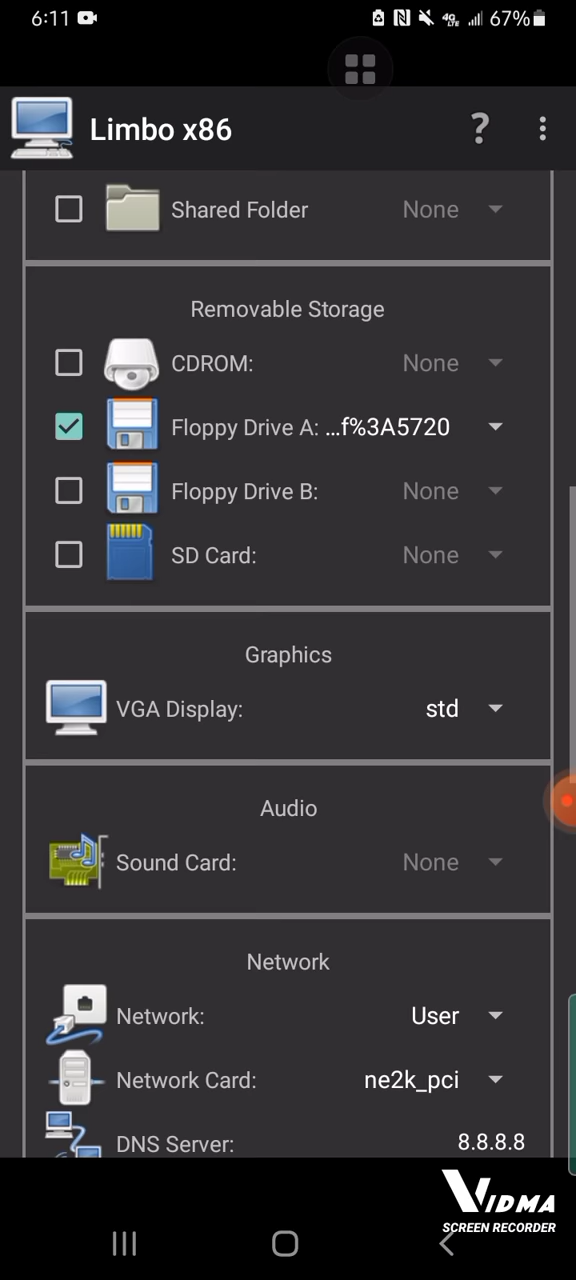 6:11 4G LTE 67%
Limbo x86 ?
Shared Folder None
Removable Storage
CDROM: None
Floppy Drive A: ...f%3A5720
Floppy Drive B: None
SD Card: None
Graphics
VGA Display: std
Audio
Sound Card: None
Network
Network: User
Network Card: ne2k_pci
DNS Server: 8.8.8.8
VIDMA
SCREEN RECORDER